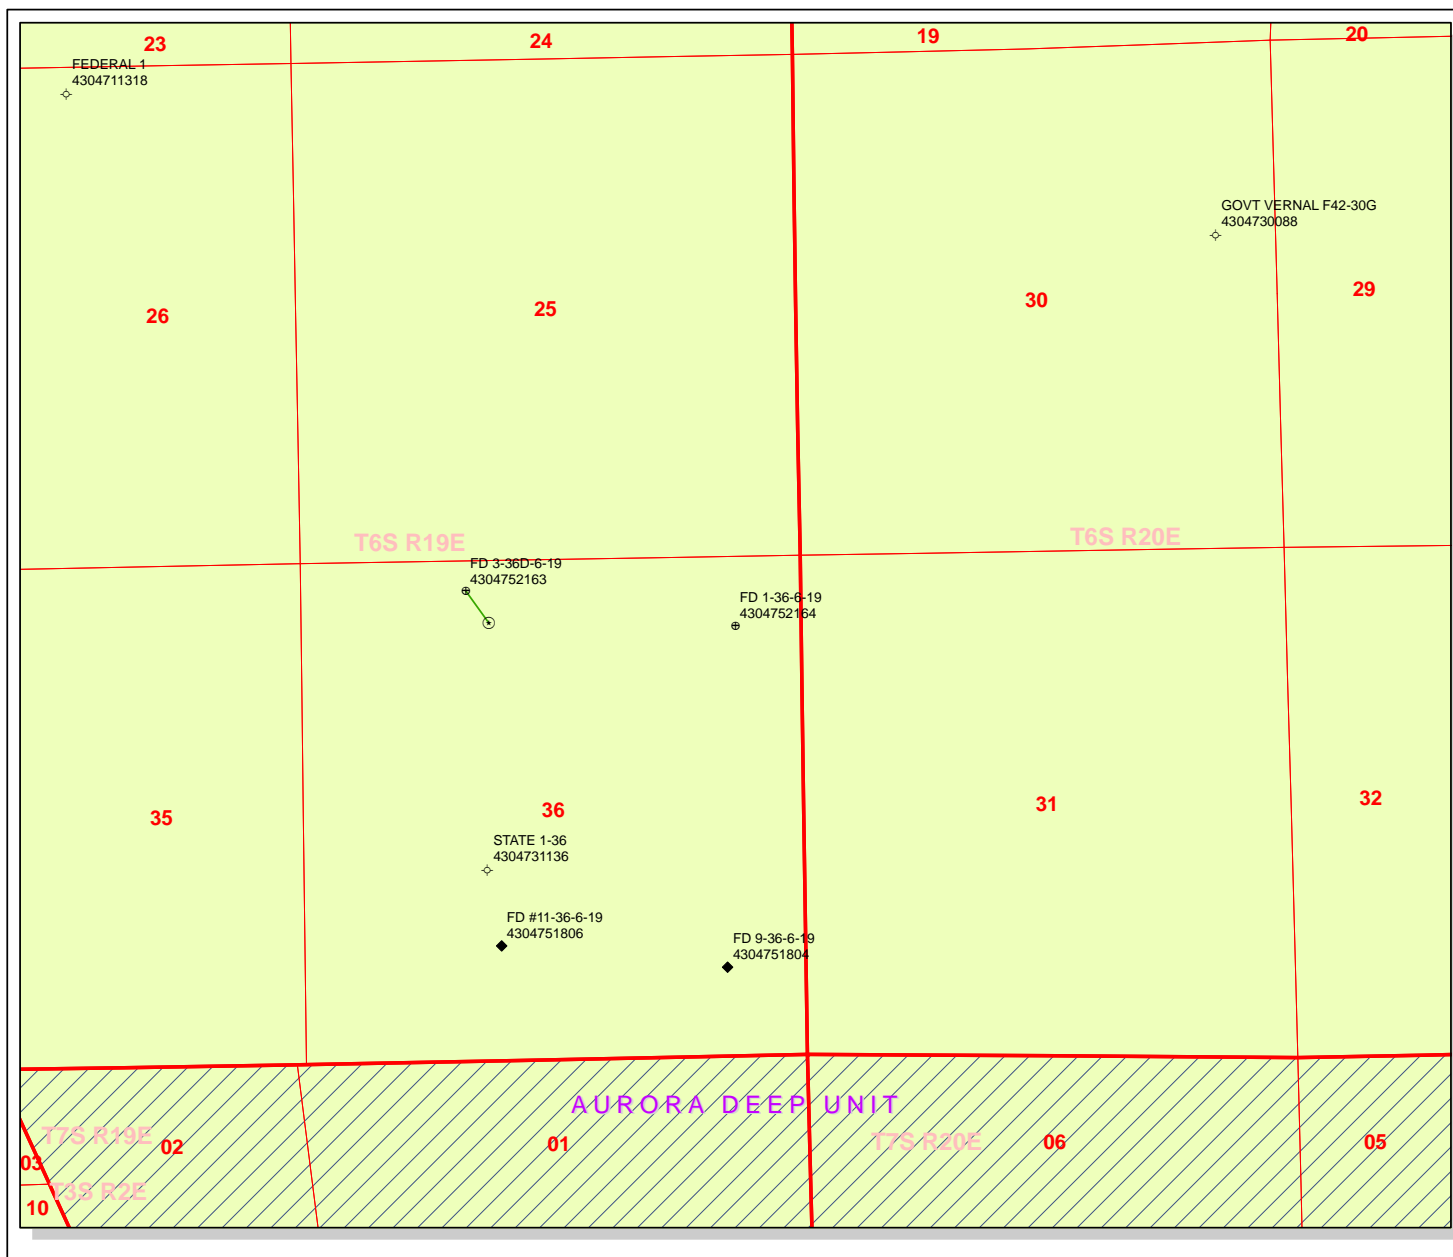 23
24
19
20
FEDERAL 1
4304711318
GOVT VERNAL F42-30G
4304730088
26
25
30
29
T6S R19E
T6S R20E
FD 3-36D-6-19
4304752163
FD 1-36-6-19
4304752164
35
36
31
32
STATE 1-36
4304731136
FD #11-36-6-19
4304751806
FD 9-36-6-19
4304751804
AURORA DEEP UNIT
T7S R19E
02
01
T7S R20E
06
05
03
T3S R2E
10